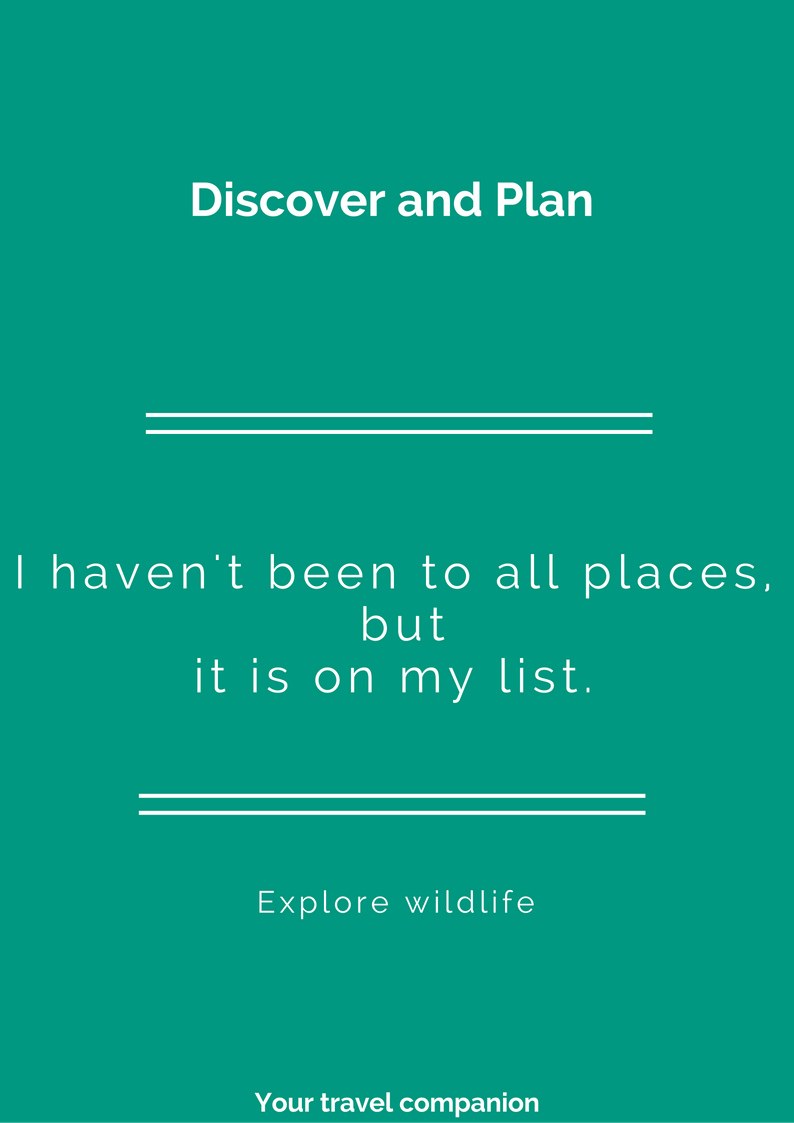 Discover and Plan
I haven't been to all places,
but
it is on my list.
Explore wildlife
Your travel companion